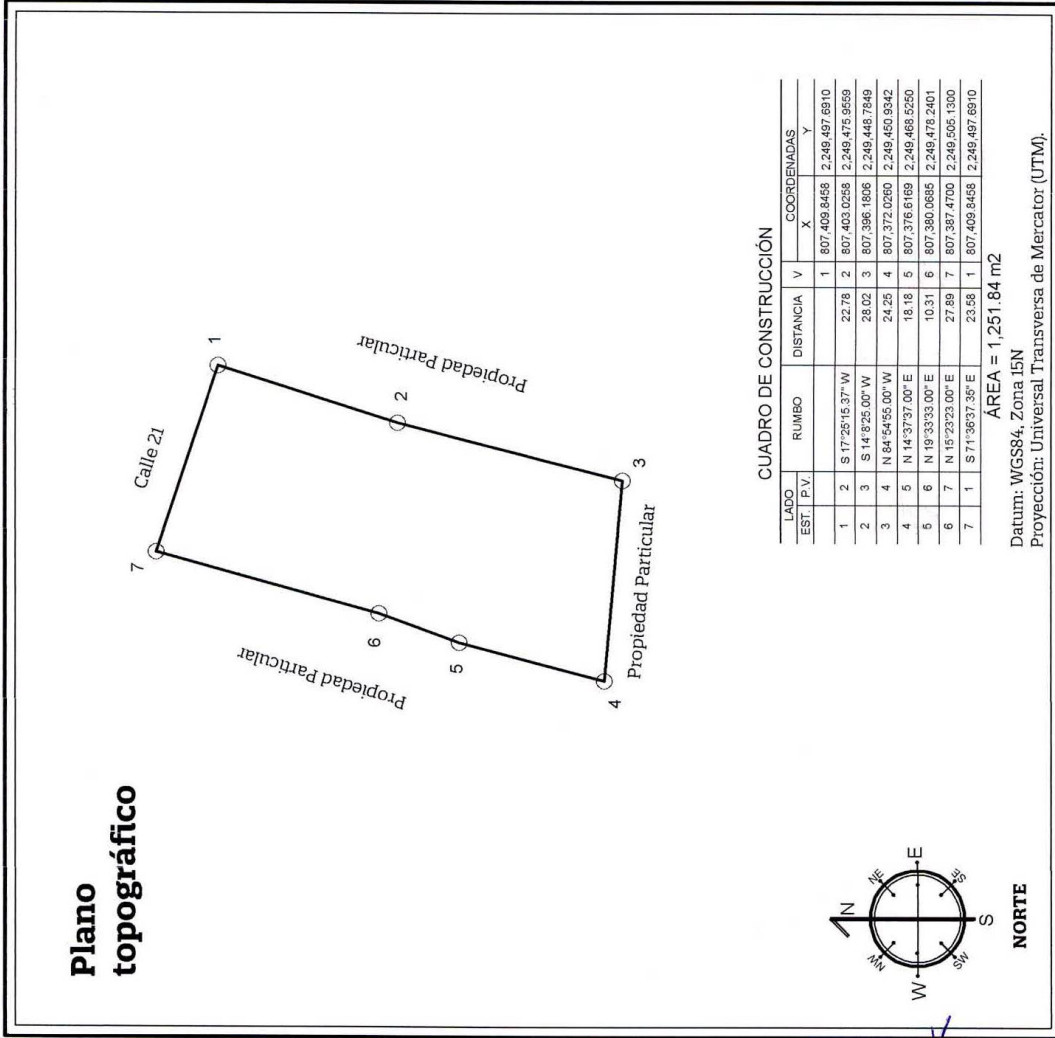 Plano
topográfico
Calle 21
7
1
Propiedad Particular
Propiedad Particular
6
2
5
4
3
Propiedad Particular
N
NE
E
SE
S
SW
W
NW
NORTE
CUADRO DE CONSTRUCCIÓN
LADO RUMBO DISTANCIA V COORDENADAS
EST. P.V. X Y
1 807,409.8458 2,249,497.6910
1 2 S 17°25'15.37" W 22.78 2 807,403.0258 2,249,475.9559
2 3 S 14°8'25.00" W 28.02 3 807,396.1806 2,249,448.7849
3 4 N 84°54'55.00" W 24.25 4 807,372.0260 2,249,450.9342
4 5 N 14°37'37.00" E 18.18 5 807,376.6169 2,249,468.5250
5 6 N 19°33'33.00" E 10.31 6 807,380.0685 2,249,478.2401
6 7 N 15°23'23.00" E 27.89 7 807,387.4700 2,249,505.1300
7 1 S 71°36'37.35" E 23.58 1 807,409.8458 2,249,497.6910
ÁREA = 1,251.84 m2
Datum: WGS84, Zona 15N
Proyección: Universal Transversa de Mercator (UTM).